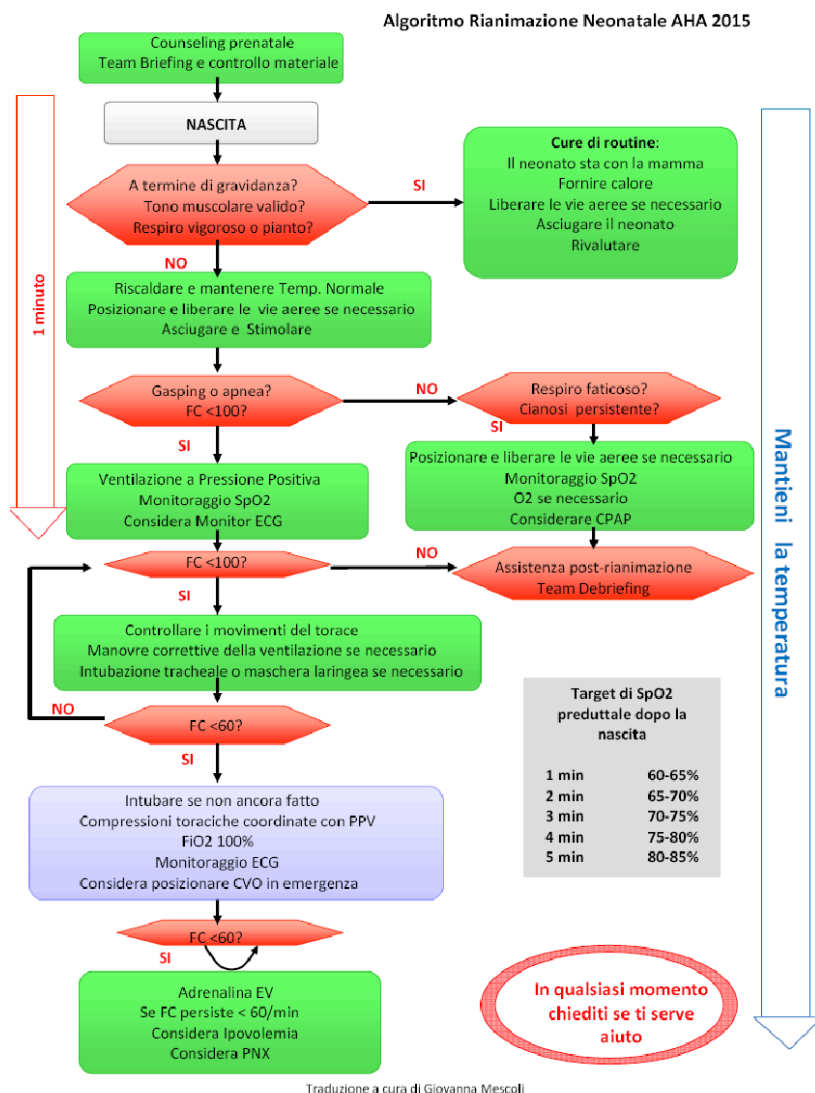 Algoritmo Rianimazione Neonatale AHA 2015
Counseling prenatale
Team Briefing e controllo materiale
NASCITA
A termine di gravidanza?
Tono muscolare valido?
Respiro vigoroso o pianto?
SI
Cure di routine:
Il neonato sta con la mamma
Fornire calore
Liberare le vie aeree se necessario
Asciugare il neonato
Rivalutare
NO
1 minuto
Riscaldare e mantenere Temp. Normale
Posizionare e liberare le vie aeree se necessario
Asciugare e Stimolare
Gasping o apnea?
FC <100?
NO
Respiro faticoso?
Cianosi persistente?
SI
SI
Ventilazione a Pressione Positiva
Monitoraggio SpO2
Considera Monitor ECG
Posizionare e liberare le vie aeree se necessario
Monitoraggio SpO2
O2 se necessario
Considerare CPAP
Mantieni la temperatura
FC <100?
NO
Assistenza post-rianimazione
Team Debriefing
SI
Controllare i movimenti del torace
Manovre correttive della ventilazione se necessario
Intubazione tracheale o maschera laringea se necessario
NO
FC <60?
SI
Target di SpO2
preduttale dopo la
nascita
1 min 60-65%
2 min 65-70%
3 min 70-75%
4 min 75-80%
5 min 80-85%
Intubare se non ancora fatto
Compressioni toraciche coordinate con PPV
FiO2 100%
Monitoraggio ECG
Considera posizionare CVO in emergenza
FC <60?
SI
Adrenalina EV
Se FC persiste < 60/min
Considera Ipovolemia
Considera PNX
In qualsiasi momento
chiediti se ti serve
aiuto
Traduzione a cura di Giovanna Mescoli